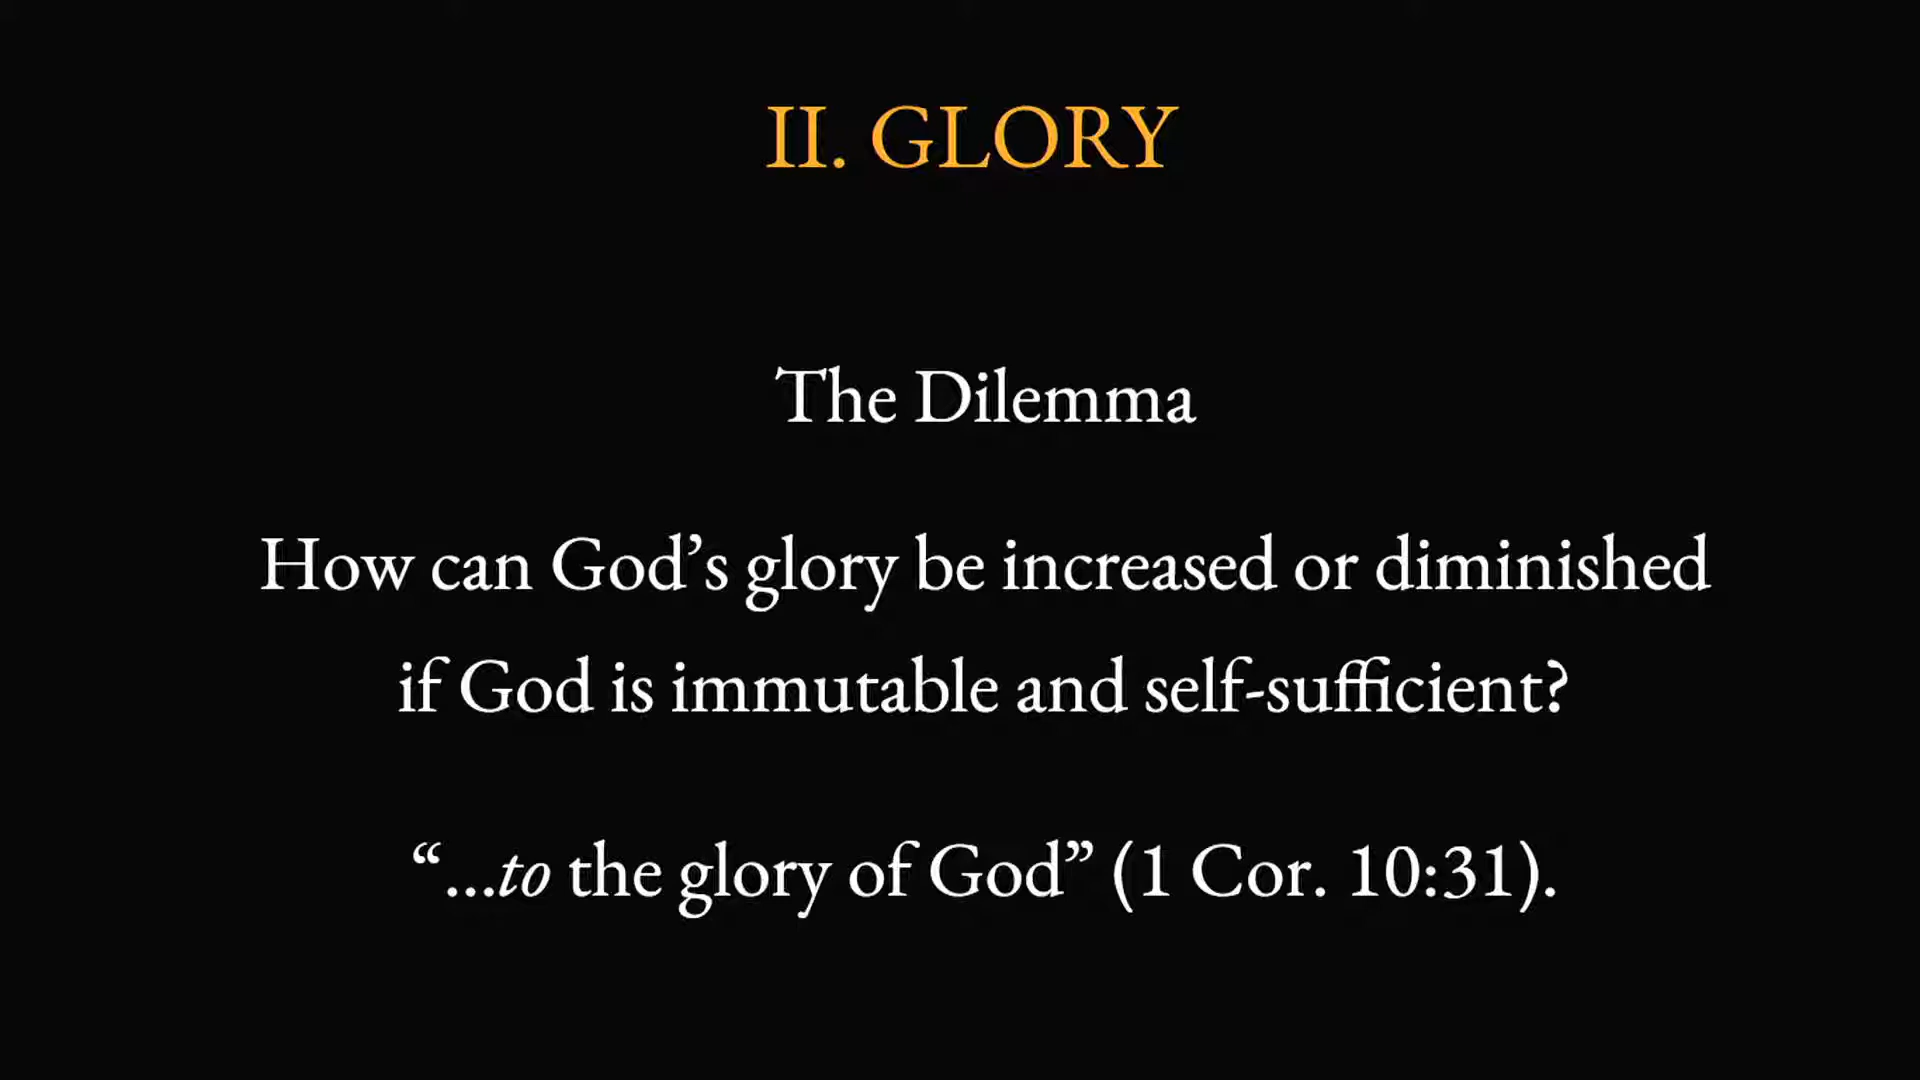 II. GLORY
The Dilemma
How can God’s glory be increased or diminished
if God is immutable and self-sufficient?
“...to the glory of God” (1 Cor. 10:31).